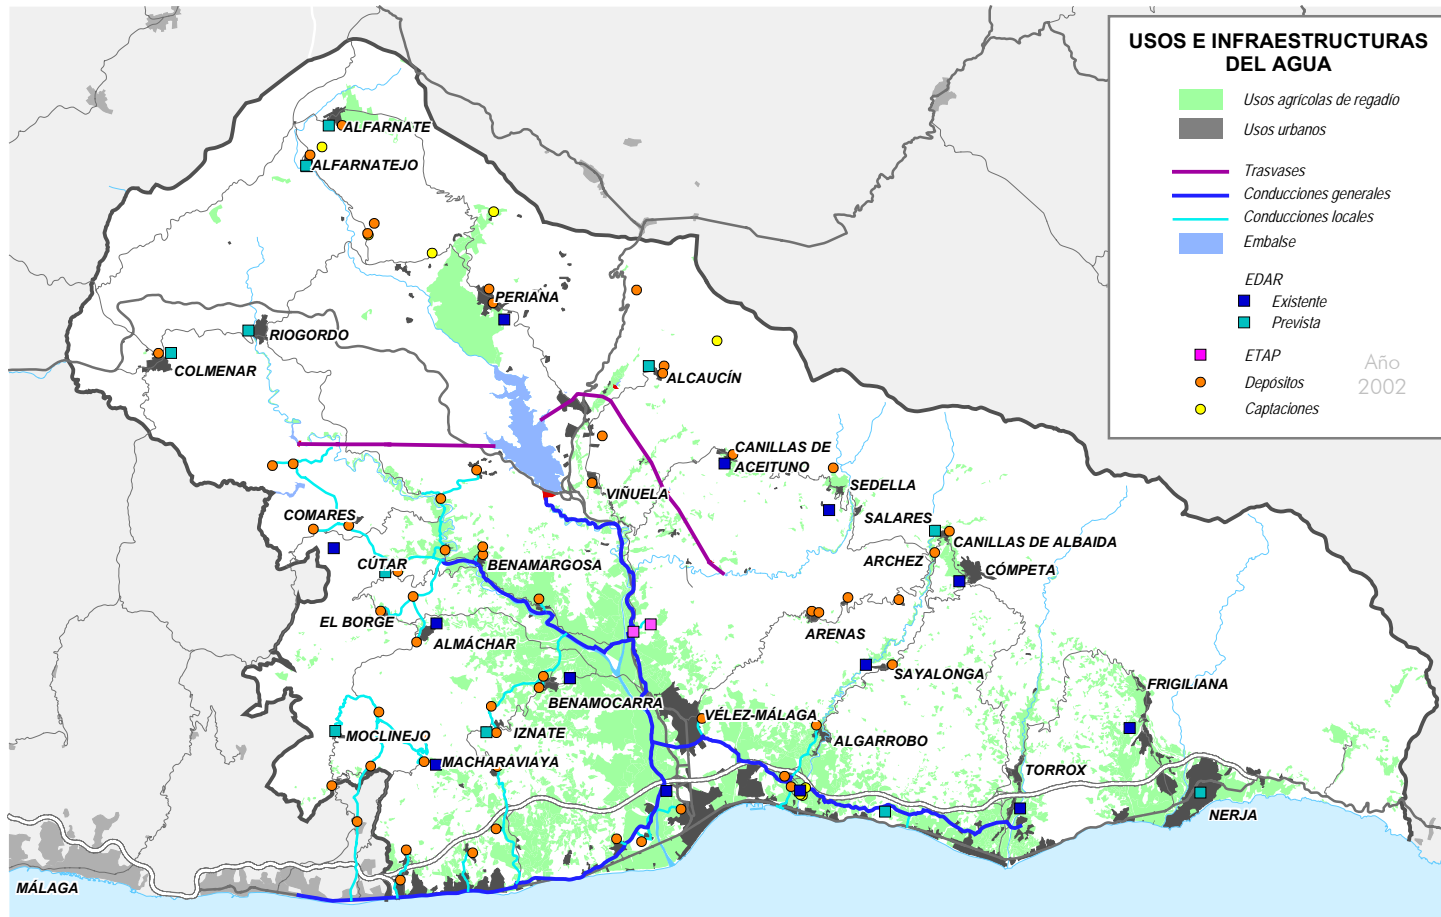 USOS E INFRAESTRUCTURAS
DEL AGUA
Usos agrícolas de regadío
Usos urbanos
Trasvases
Conducciones generales
Conducciones locales
Embalse
EDAR
Existente
Prevista
ETAP
Depósitos
Captaciones
Año
2002
ALFARNATE
ALFARNATEJO
PERIANA
RIOGORDO
COLMENAR
ALCAUCÍN
CANILLAS DE
ACEITUNO
SEDELLA
VIÑUELA
SALARES
COMARES
CANILLAS DE ALBAIDA
ARCHEZ
CÓMPETA
CÚTAR
BENAMARGOSA
EL BORGE
ARENAS
ALMÁCHAR
SAYALONGA
FRIGILIANA
BENAMOCARRA
VÉLEZ-MÁLAGA
MOCLINEJO
IZNATE
ALGARROBO
MACHARAVIAYA
TORROX
NERJA
MÁLAGA